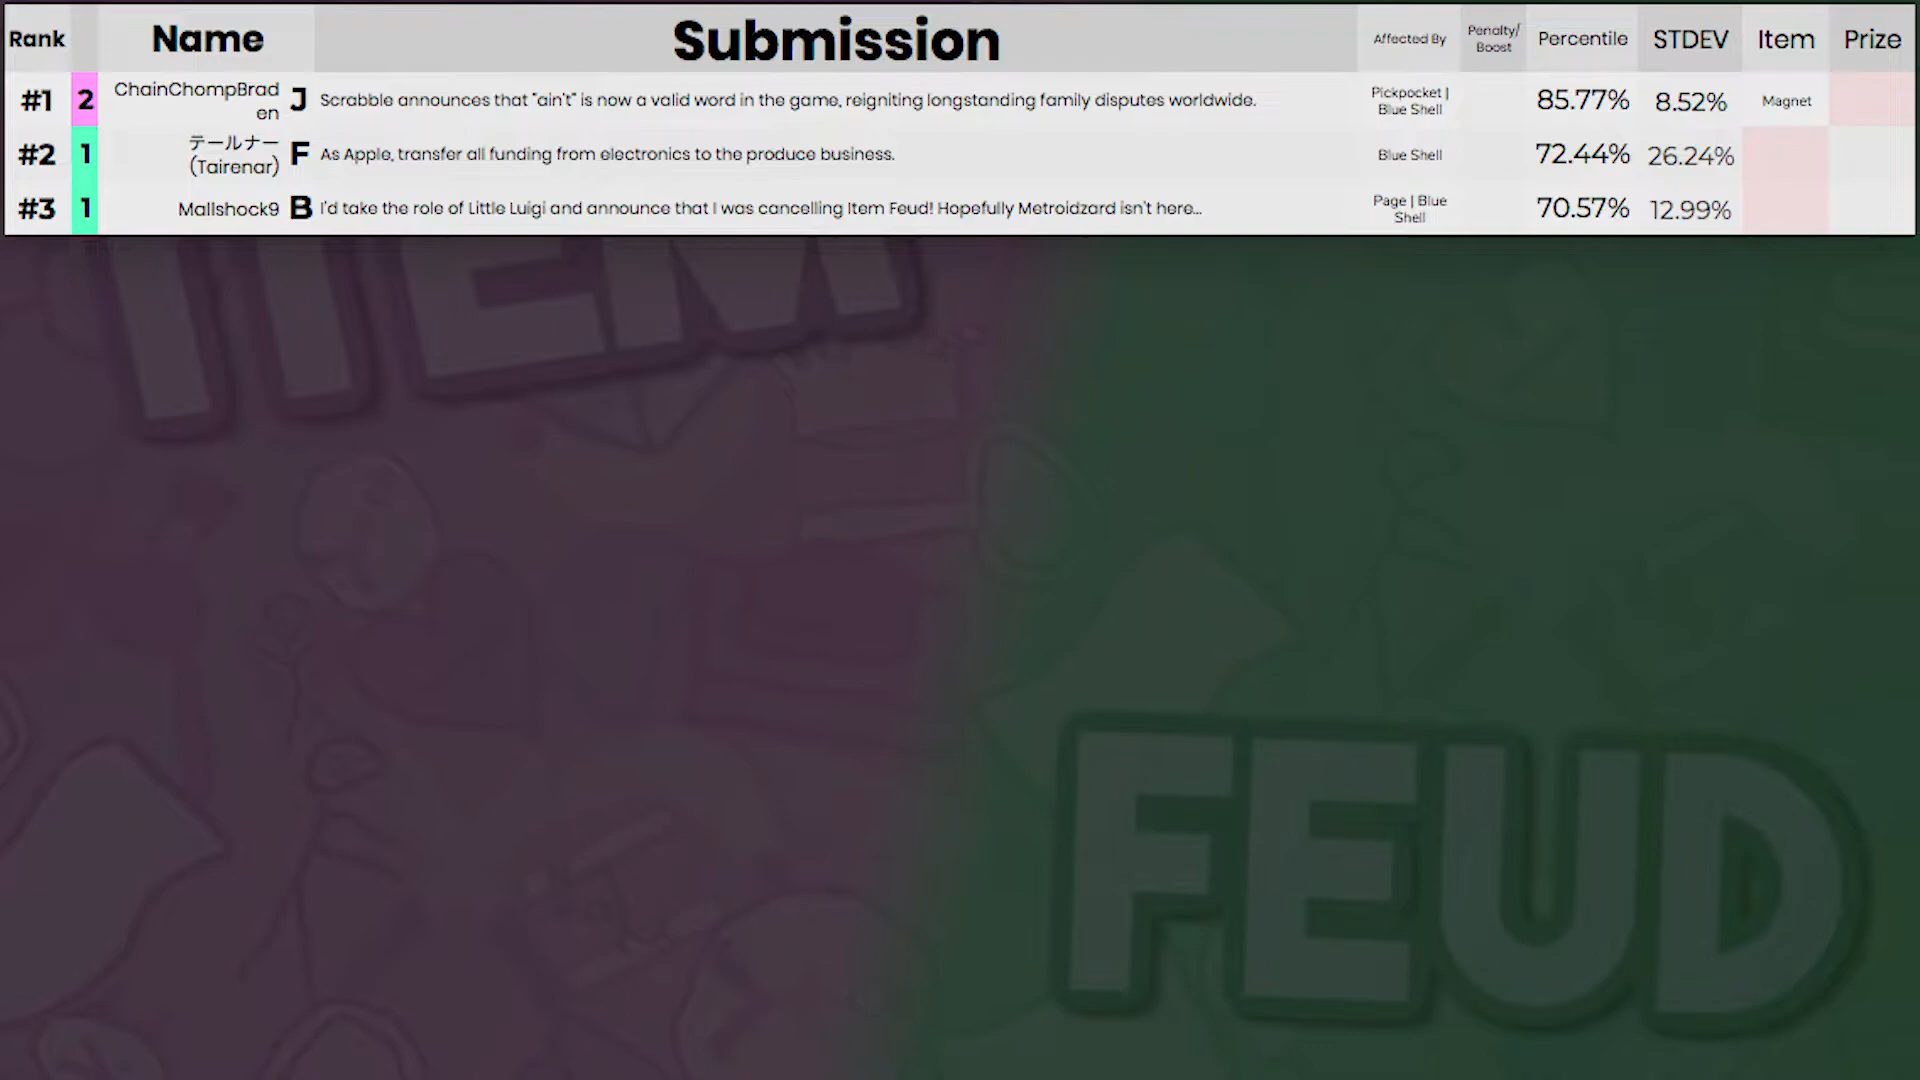 Rank Name Submission Affected By Penalty/ Boost Percentile STDEV Item Prize
#1 2 ChainChompBrad en J Scrabble announces that "ain't" is now a valid word in the game, reigniting longstanding family disputes worldwide. Pickpocket | Blue Shell 85.77% 8.52% Magnet
#2 1 テールナー (Tairenar) F As Apple, transfer all funding from electronics to the produce business. Blue Shell 72.44% 26.24%
#3 1 Mallshock9 B I'd take the role of Little Luigi and announce that I was cancelling Item Feud! Hopefully Metroidzard isn't here... Page | Blue Shell 70.57% 12.99%
ITEM
FEUD